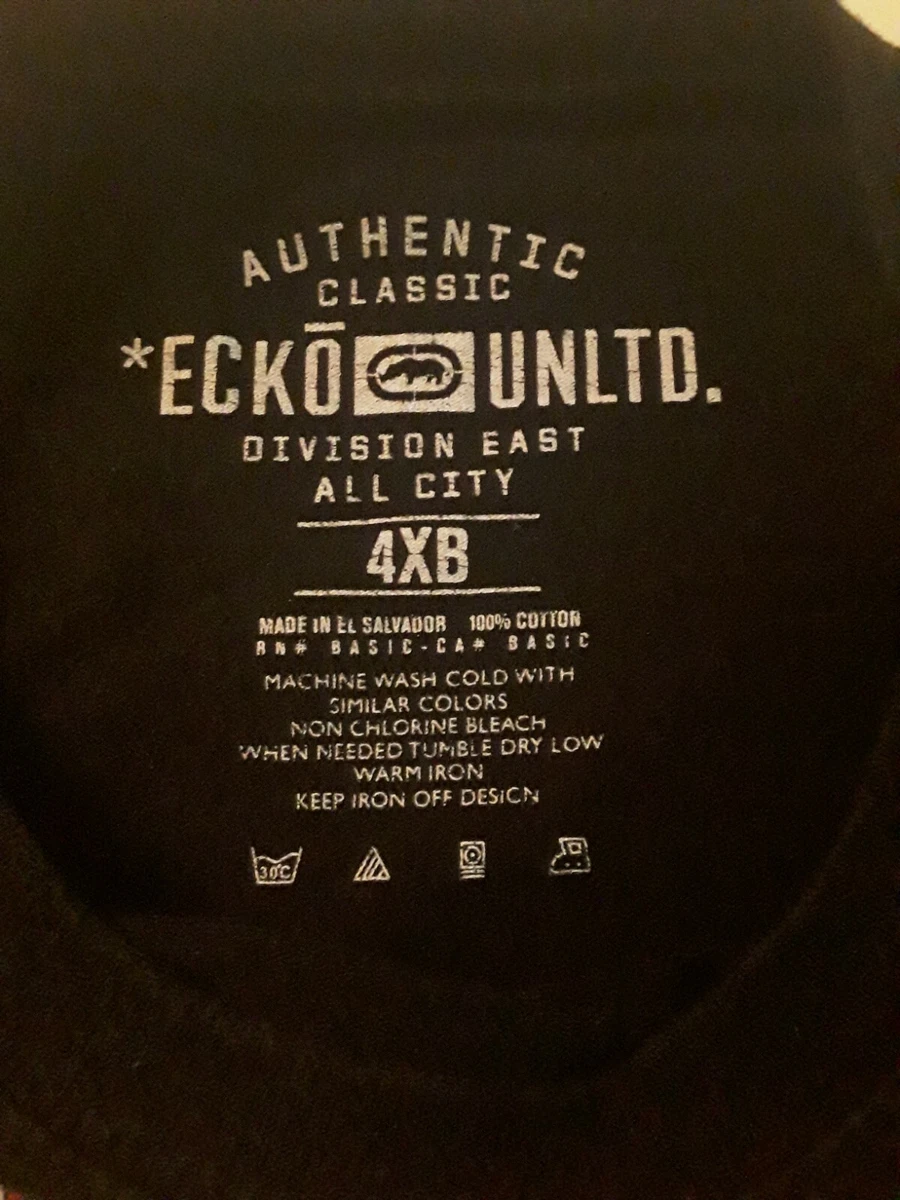 AUTHENTIC
CLASSIC
*ECKŌ UNLTD.
DIVISION EAST
ALL CITY
4XB
MADE IN EL SALVADOR 100% COTTON
RN# BASIC-CA# BASIC
MACHINE WASH COLD WITH
SIMILAR COLORS
NON CHLORINE BLEACH
WHEN NEEDED TUMBLE DRY LOW
WARM IRON
KEEP IRON OFF DESIGN
30°C